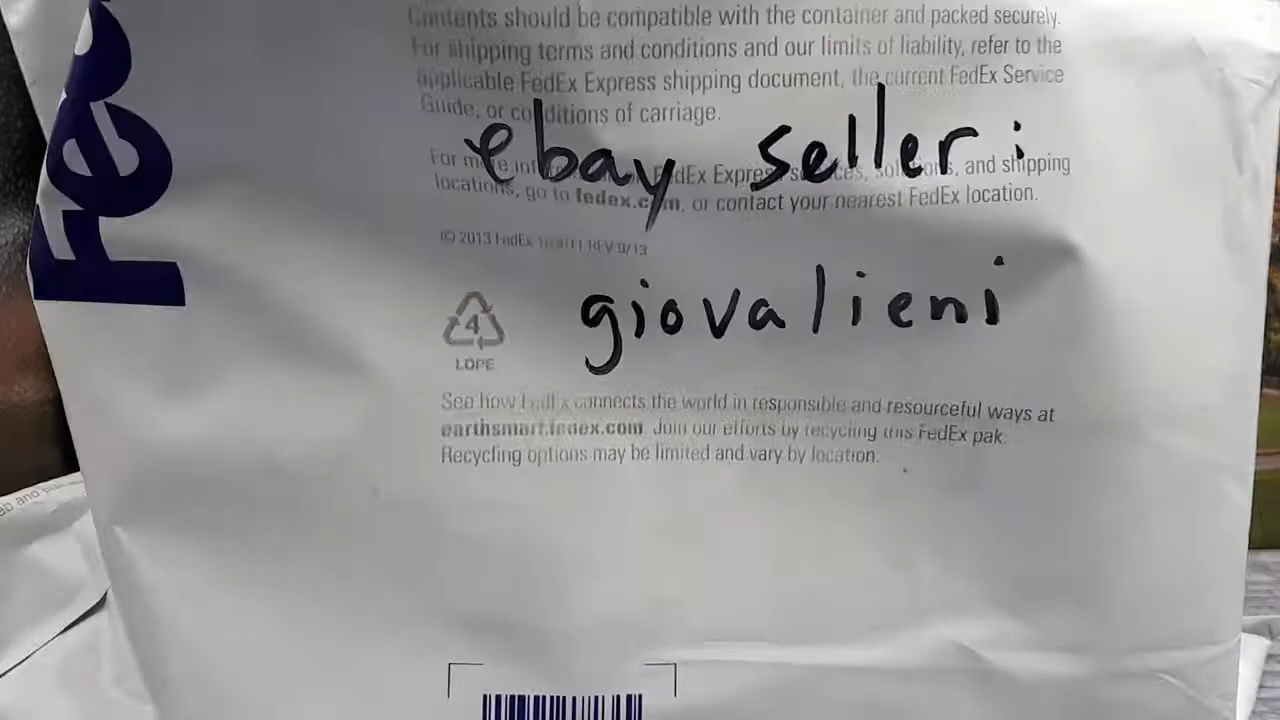 Contents should be compatible with the container and packed securely.
For shipping terms and conditions and our limits of liability, refer to the
applicable FedEx Express shipping document, the current FedEx Service
Guide, or conditions of carriage.
ebay seller:
For more FedEx Express and shipping
locations, go to fedex.com, or contact your nearest FedEx location.
© 2013 FedEx REV 9/13
giovalieni
4
LDPE
See how FedEx connects the world in responsible and resourceful ways at
earthsmart.fedex.com. Join our efforts by recycling this FedEx pak.
Recycling options may be limited and vary by location.